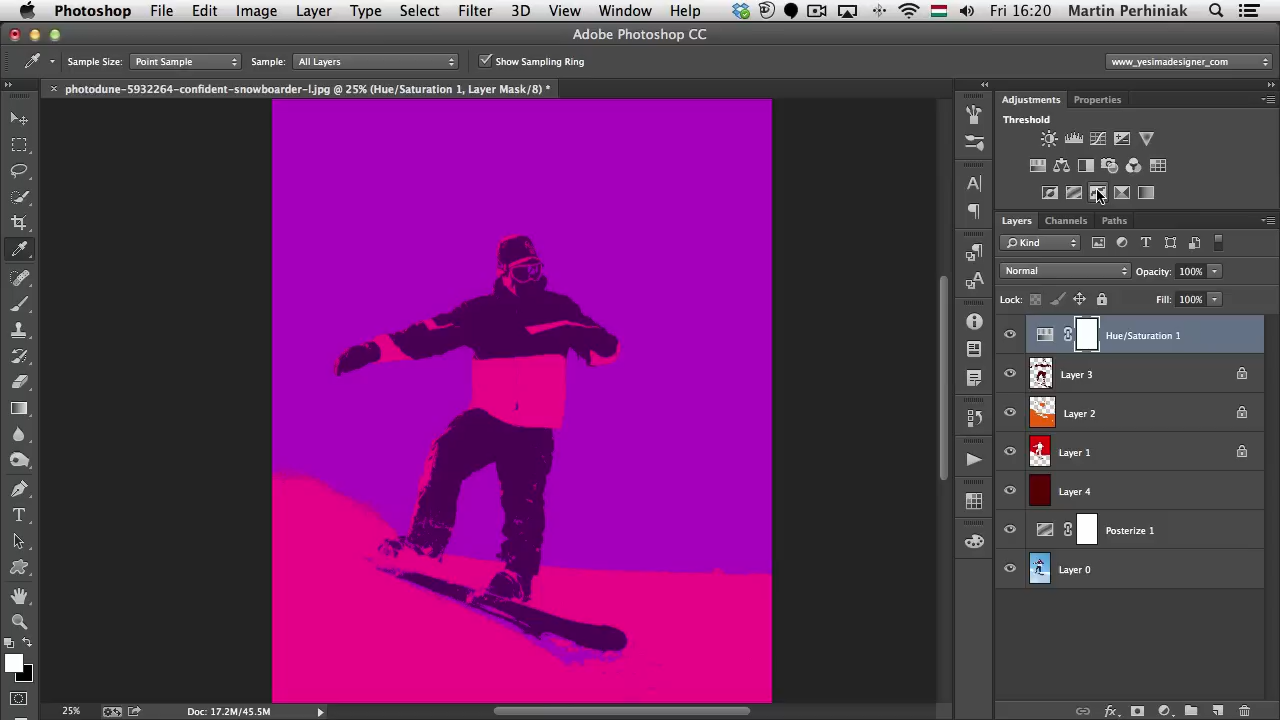 Photoshop File Edit Image Layer Type Select Filter 3D View Window Help Fri 16:20 Martin Perhiniak
Adobe Photoshop CC
Sample Size: Point Sample Sample: All Layers Show Sampling Ring www_yesimadesigner_com
photodune-5932264-confident-snowboarder-l.jpg @ 25% (Hue/Saturation 1, Layer Mask/8) *
Adjustments Properties
Threshold
Layers Channels Paths
Kind
Normal Opacity: 100%
Lock: Fill: 100%
Hue/Saturation 1
Layer 3
Layer 2
Layer 1
Layer 4
Posterize 1
Layer 0
25% Doc: 17.2M/45.5M